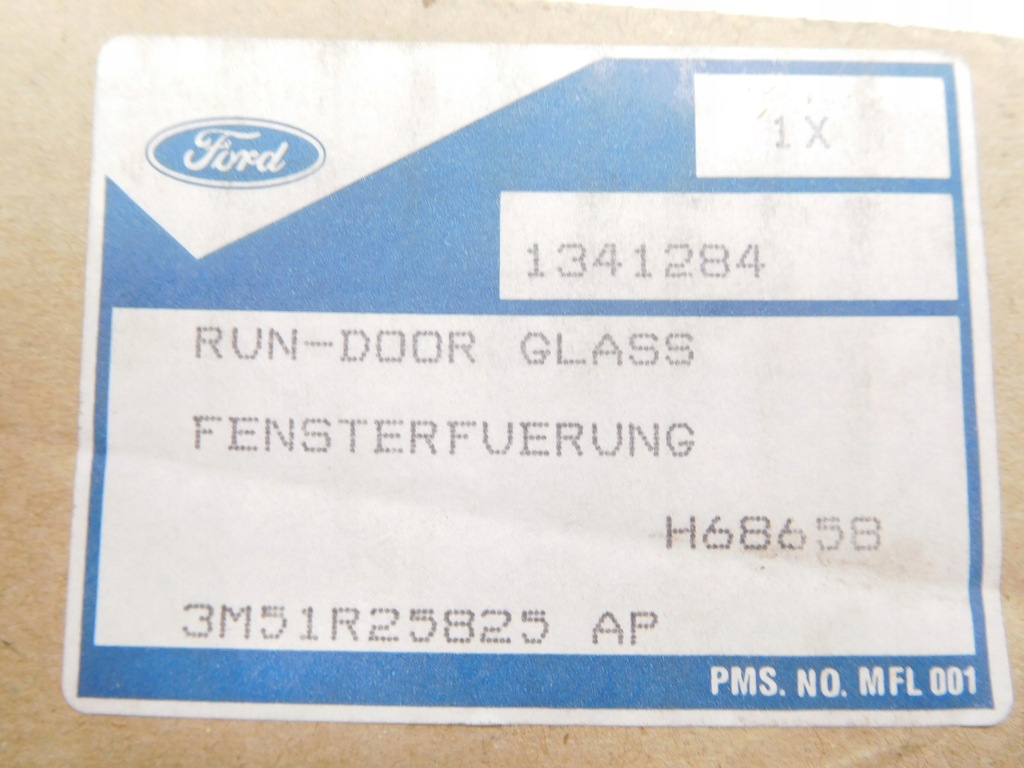 Ford
1X
1341284
RUN-DOOR GLASS
FENSTERFUERUNG
H68658
3M51R25825 AP
PMS. NO. MFL 001